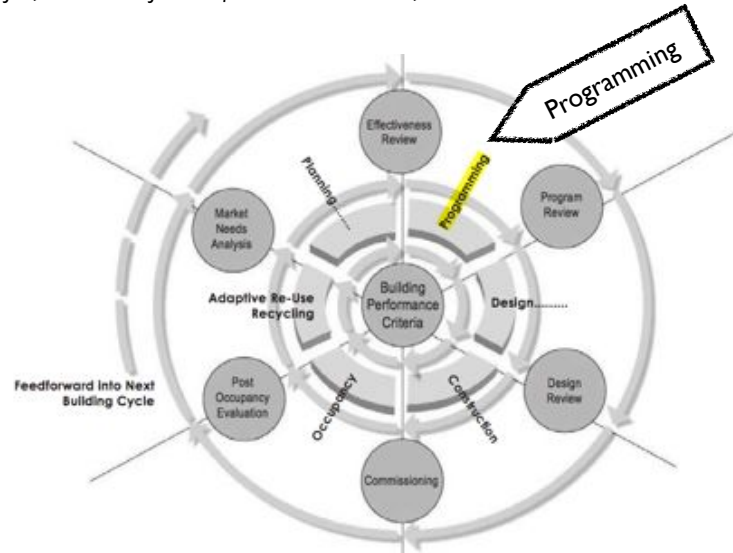 Programming
Effectiveness
Review
Planning......
Programming
Program
Review
Market
Needs
Analysis
Building
Performance
Criteria
Adaptive Re-Use
Recycling
Design.........
Feedforward into Next
Building Cycle
Post
Occupancy
Evaluation
Occupancy
Construction
Design
Review
Commissioning